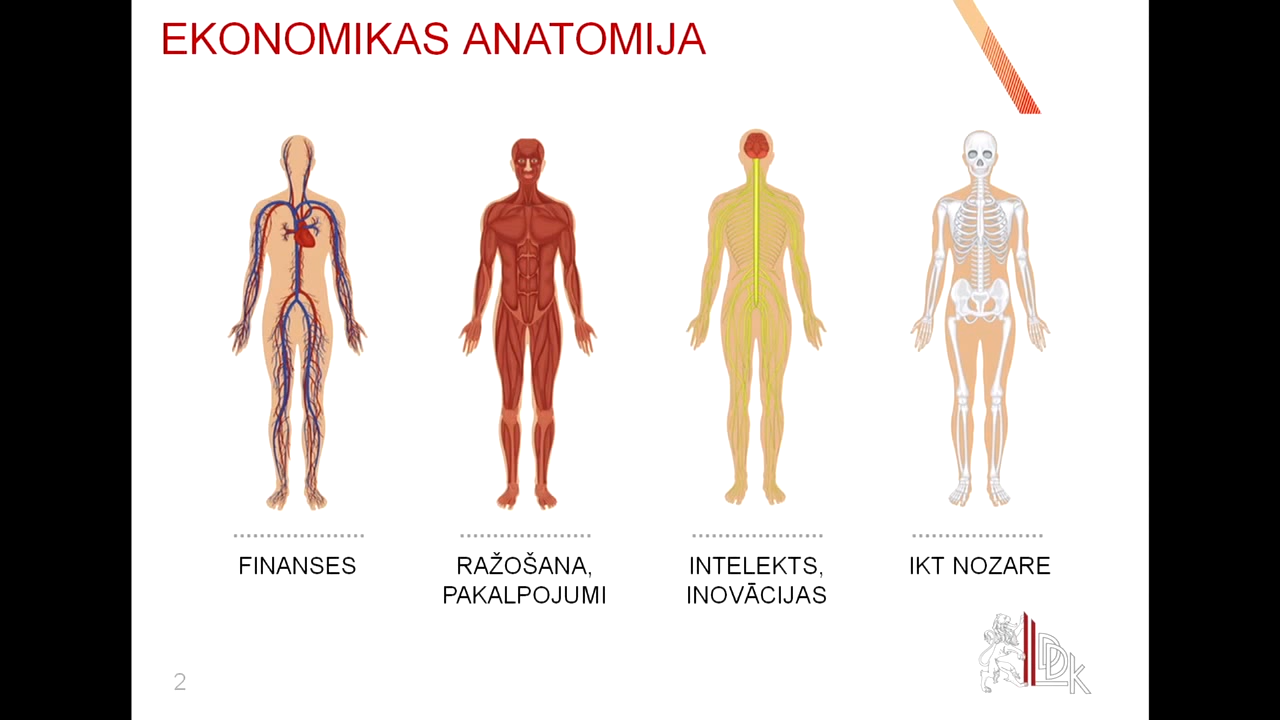 EKONOMIKAS ANATOMIJA
FINANSES
RAŽOŠANA,
PAKALPOJUMI
INTELEKTS,
INOVĀCIJAS
IKT NOZARE
2
LDDK